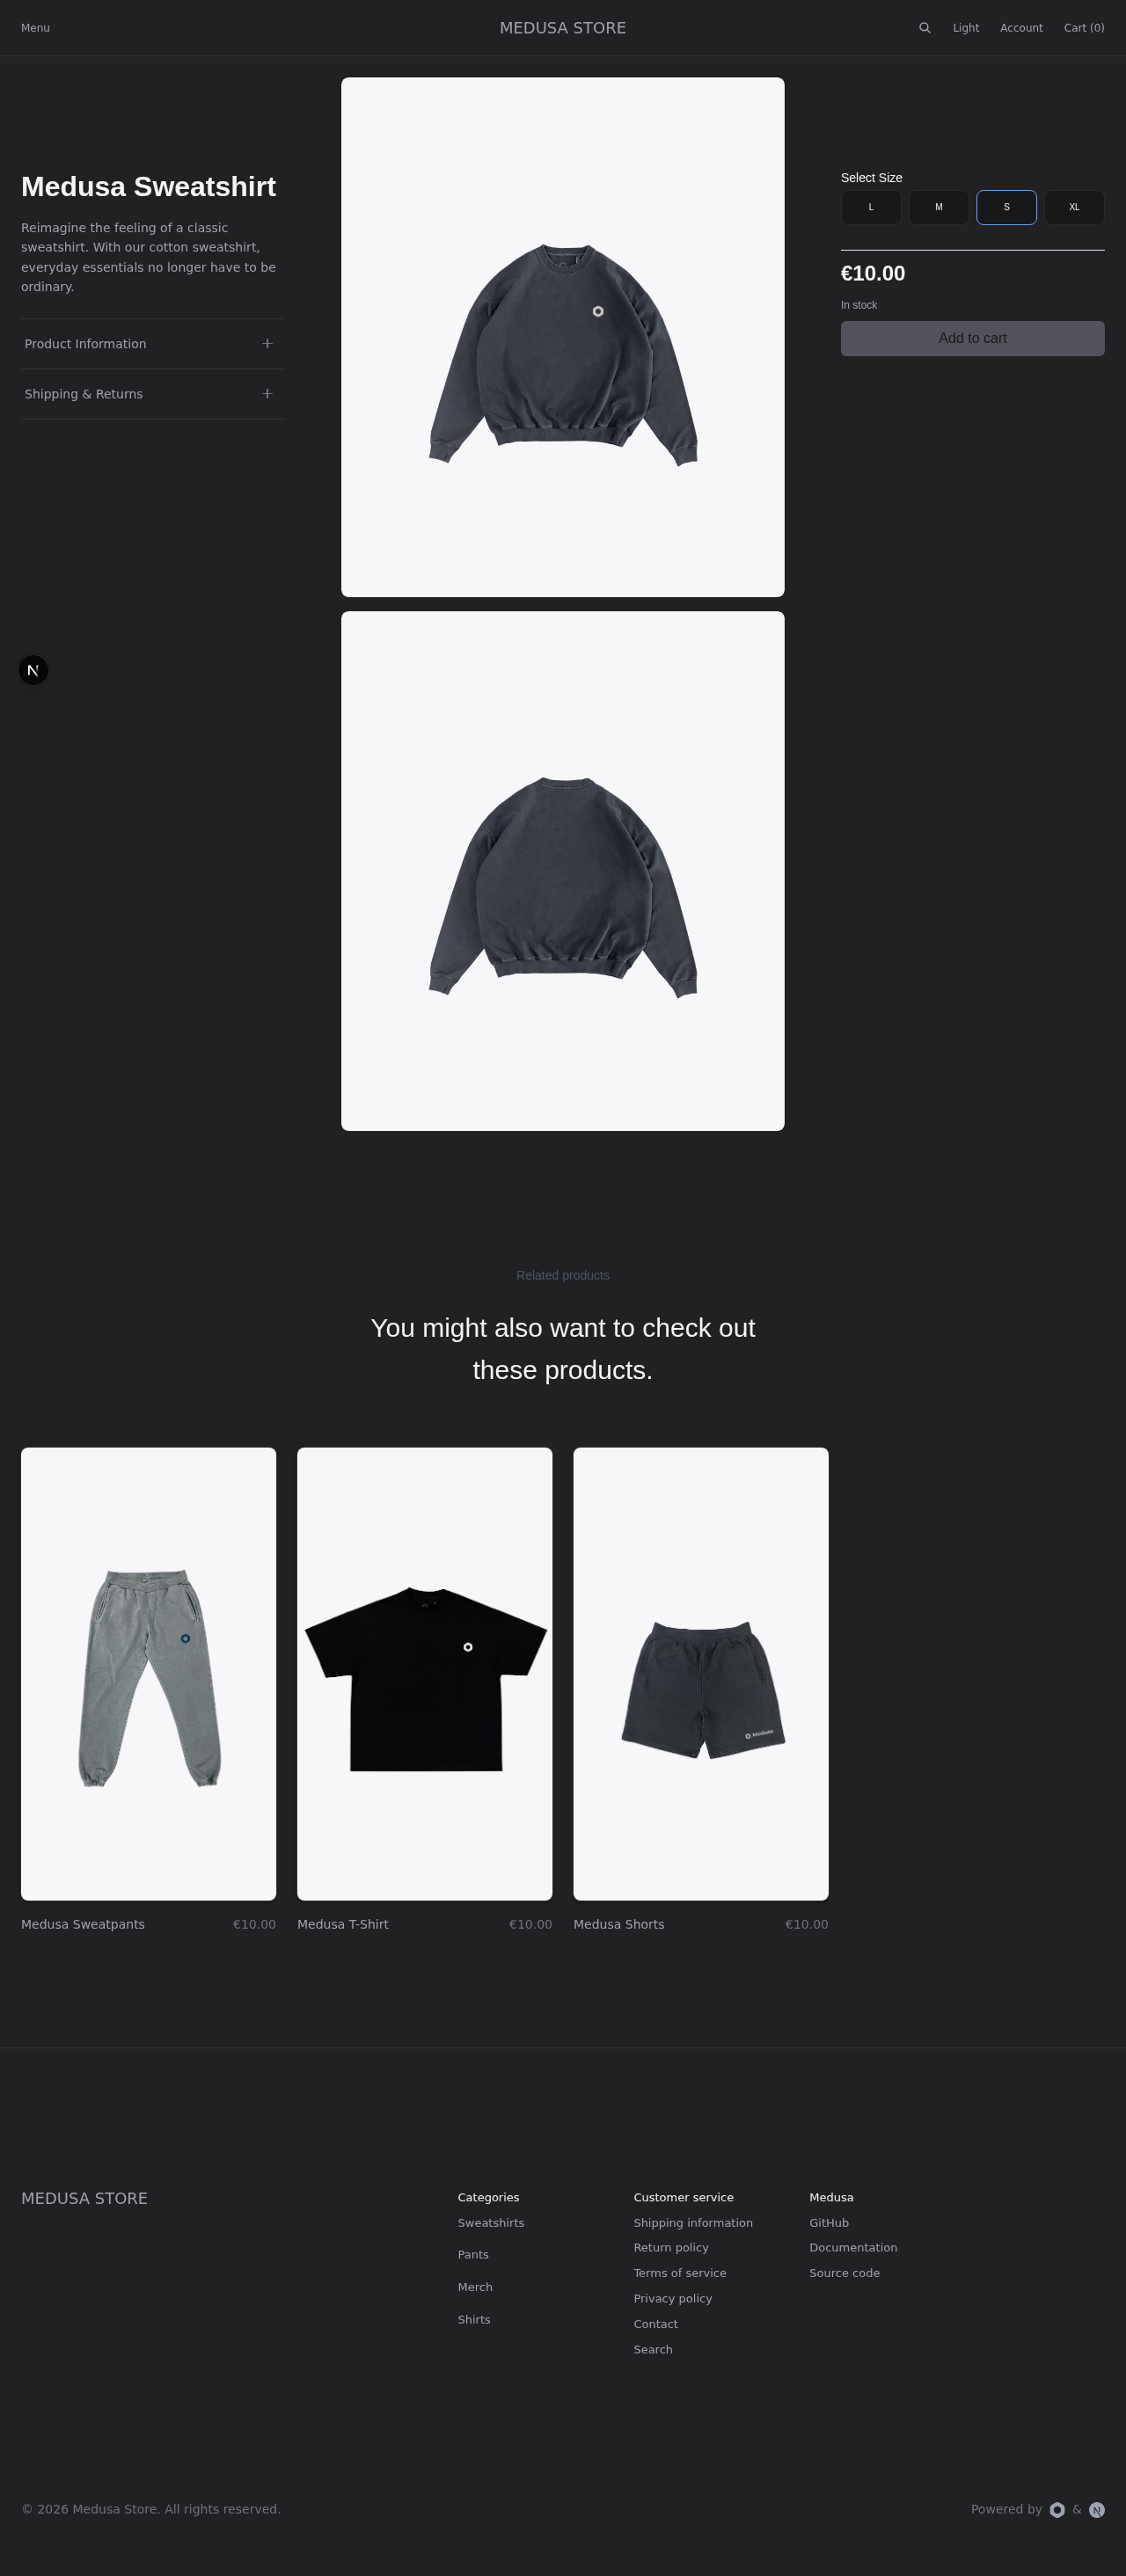 Menu
MEDUSA STORE
Light
Account
Cart (0)
Medusa Sweatshirt
Reimagine the feeling of a classic
sweatshirt. With our cotton sweatshirt,
everyday essentials no longer have to be
ordinary.
Product Information
Shipping & Returns
Select Size
L
M
S
XL
€10.00
In stock
Add to cart
N
Related products
You might also want to check out
these products.
Medusa
Medusa Sweatpants
€10.00
Medusa T-Shirt
€10.00
Medusa Shorts
€10.00
MEDUSA STORE
Categories
Sweatshirts
Pants
Merch
Shirts
Customer service
Shipping information
Return policy
Terms of service
Privacy policy
Contact
Search
Medusa
GitHub
Documentation
Source code
© 2026 Medusa Store. All rights reserved.
Powered by & N